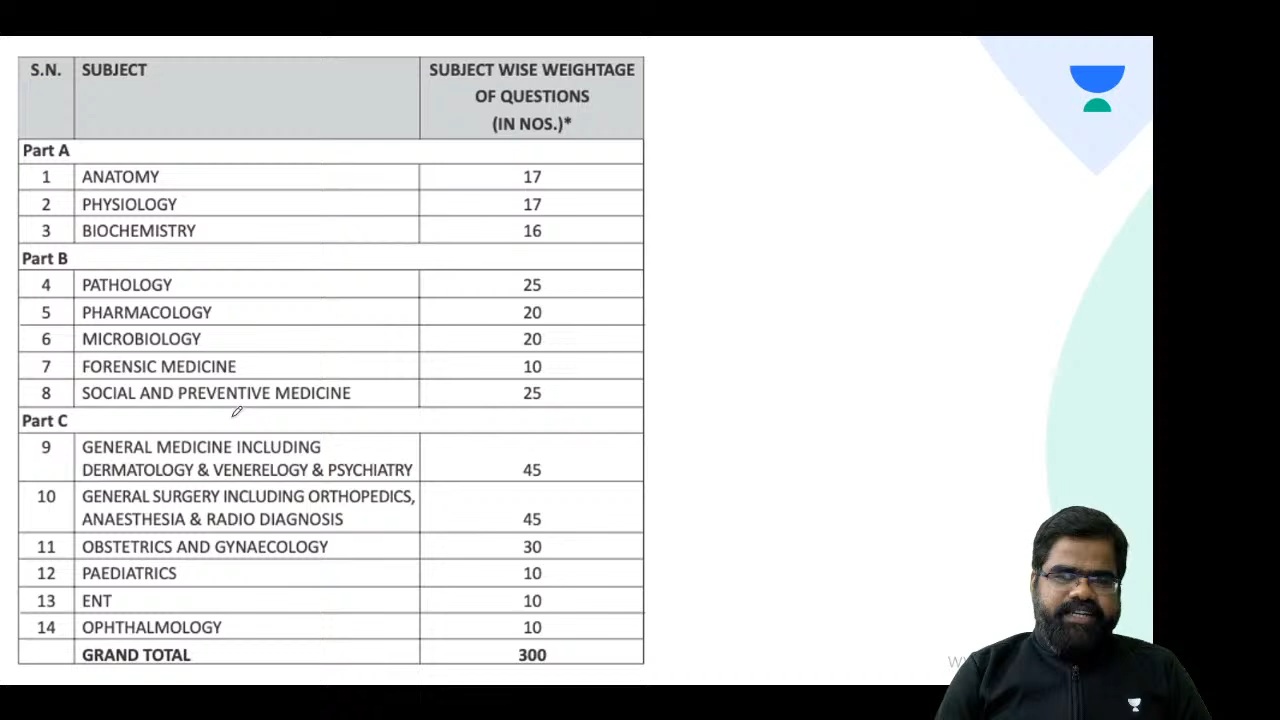 S.N. SUBJECT SUBJECT WISE WEIGHTAGE
OF QUESTIONS
(IN NOS.)*
Part A
1 ANATOMY 17
2 PHYSIOLOGY 17
3 BIOCHEMISTRY 16
Part B
4 PATHOLOGY 25
5 PHARMACOLOGY 20
6 MICROBIOLOGY 20
7 FORENSIC MEDICINE 10
8 SOCIAL AND PREVENTIVE MEDICINE 25
Part C
9 GENERAL MEDICINE INCLUDING
DERMATOLOGY & VENERELOGY & PSYCHIATRY 45
10 GENERAL SURGERY INCLUDING ORTHOPEDICS,
ANAESTHESIA & RADIO DIAGNOSIS 45
11 OBSTETRICS AND GYNAECOLOGY 30
12 PAEDIATRICS 10
13 ENT 10
14 OPHTHALMOLOGY 10
GRAND TOTAL 300